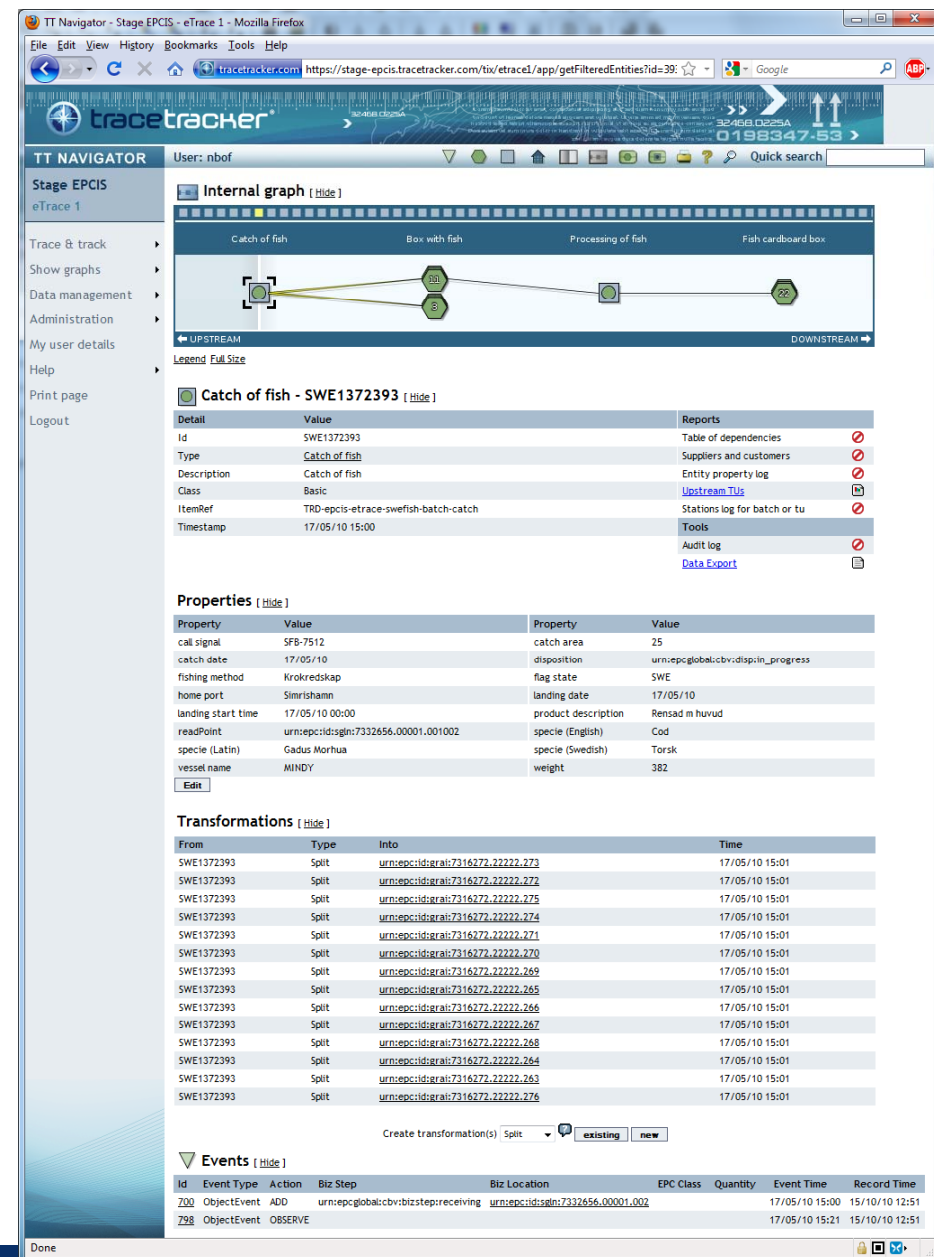 TT Navigator - Stage EPCIS - eTrace 1 - Mozilla Firefox
File Edit View History Bookmarks Tools Help
tracetracker.com https://stage-epcis.tracetracker.com/tix/etrace1/app/getFilteredEntities?id=39: Google ABP
tracetracker
32468.0225A
32468.0225A
0198347-53
TT NAVIGATOR User: nbof Quick search
Stage EPCIS
eTrace 1
Trace & track
Show graphs
Data management
Administration
My user details
Help
Print page
Logout
Internal graph [ Hide ]
Catch of fish Box with fish Processing of fish Fish cardboard box
11
3
22
UPSTREAM DOWNSTREAM
Legend Full Size
Catch of fish - SWE1372393 [ Hide ]
Detail Value Reports
Id SWE1372393 Table of dependencies
Type Catch of fish Suppliers and customers
Description Catch of fish Entity property log
Class Basic Upstream TUs
ItemRef TRD-epcis-etrace-swefish-batch-catch Stations log for batch or tu
Timestamp 17/05/10 15:00 Tools
Audit log
Data Export
Properties [ Hide ]
Property Value Property Value
call signal SFB-7512 catch area 25
catch date 17/05/10 disposition urn:epcglobal:cbv:disp:in_progress
fishing method Krokredskap flag state SWE
home port Simrishamn landing date 17/05/10
landing start time 17/05/10 00:00 product description Rensad m huvud
readPoint urn:epc:id:sgln:7332656.00001.001002 specie (English) Cod
specie (Latin) Gadus Morhua specie (Swedish) Torsk
vessel name MINDY weight 382
Edit
Transformations [ Hide ]
From Type Into Time
SWE1372393 Split urn:epc:id:grai:7316272.22222.273 17/05/10 15:01
SWE1372393 Split urn:epc:id:grai:7316272.22222.272 17/05/10 15:01
SWE1372393 Split urn:epc:id:grai:7316272.22222.275 17/05/10 15:01
SWE1372393 Split urn:epc:id:grai:7316272.22222.274 17/05/10 15:01
SWE1372393 Split urn:epc:id:grai:7316272.22222.271 17/05/10 15:01
SWE1372393 Split urn:epc:id:grai:7316272.22222.270 17/05/10 15:01
SWE1372393 Split urn:epc:id:grai:7316272.22222.269 17/05/10 15:01
SWE1372393 Split urn:epc:id:grai:7316272.22222.265 17/05/10 15:01
SWE1372393 Split urn:epc:id:grai:7316272.22222.266 17/05/10 15:01
SWE1372393 Split urn:epc:id:grai:7316272.22222.267 17/05/10 15:01
SWE1372393 Split urn:epc:id:grai:7316272.22222.268 17/05/10 15:01
SWE1372393 Split urn:epc:id:grai:7316272.22222.264 17/05/10 15:01
SWE1372393 Split urn:epc:id:grai:7316272.22222.263 17/05/10 15:01
SWE1372393 Split urn:epc:id:grai:7316272.22222.276 17/05/10 15:01
Create transformation(s) Split ? existing new
Events [ Hide ]
Id Event Type Action Biz Step Biz Location EPC Class Quantity Event Time Record Time
700 ObjectEvent ADD urn:epcglobal:cbv:bizstep:receiving urn:epc:id:sgln:7332656.00001.002 17/05/10 15:00 15/10/10 12:51
798 ObjectEvent OBSERVE 17/05/10 15:21 15/10/10 12:51
Done